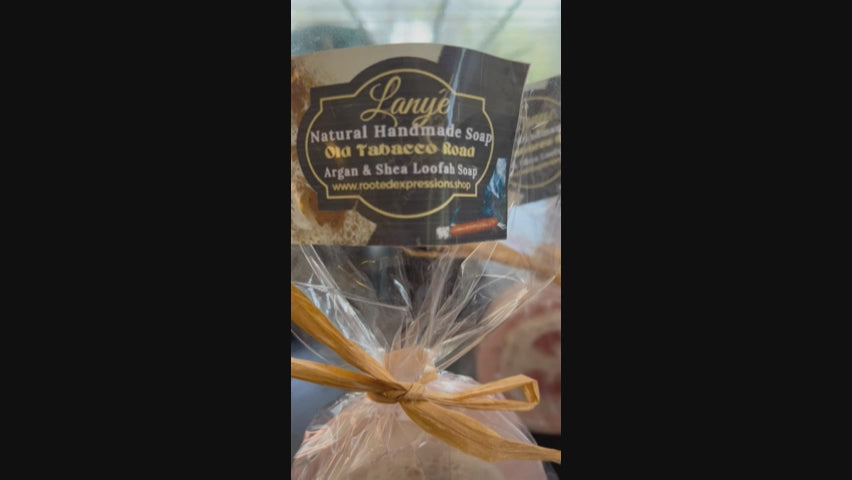 Lanyé
Natural Handmade Soap
Old Tabacco Road
Argan & Shea Loofah Soap
www.rootedexpressions.shop